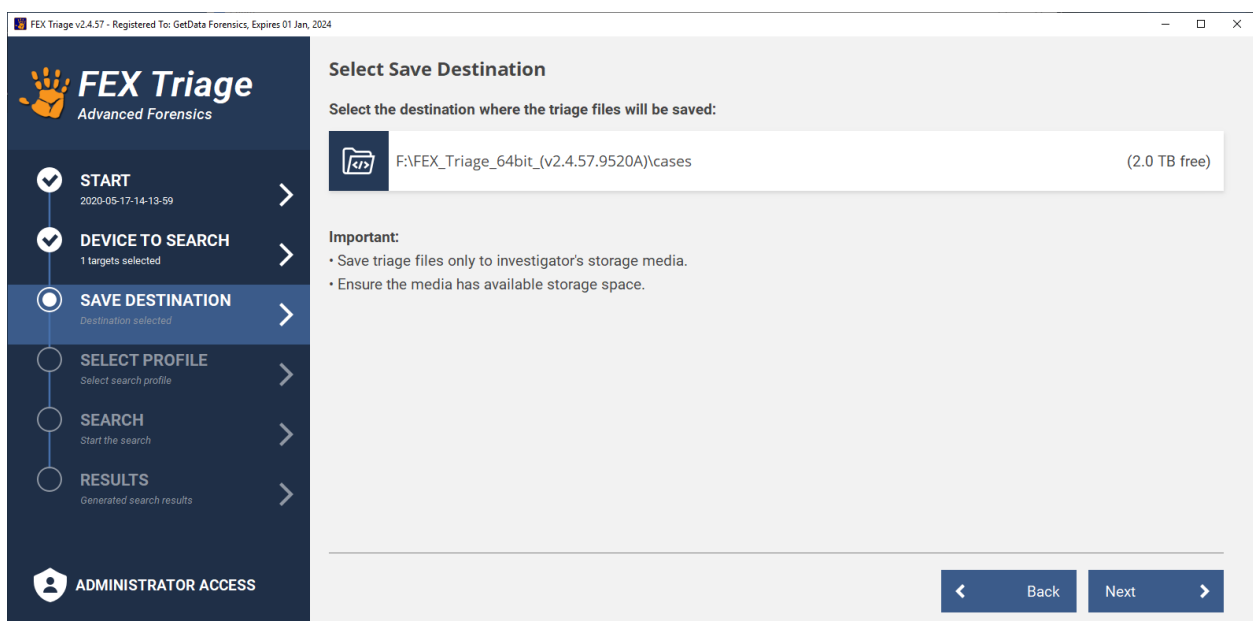 FEX Triage v2.4.57 - Registered To: GetData Forensics, Expires 01 Jan, 2024
FEX Triage
Advanced Forensics
START
2020-05-17-14-13-59
DEVICE TO SEARCH
1 targets selected
SAVE DESTINATION
Destination selected
SELECT PROFILE
Select search profile
SEARCH
Start the search
RESULTS
Generated search results
ADMINISTRATOR ACCESS
Select Save Destination
Select the destination where the triage files will be saved:
F:\FEX_Triage_64bit_(v2.4.57.9520A)\cases (2.0 TB free)
Important:
• Save triage files only to investigator's storage media.
• Ensure the media has available storage space.
Back Next